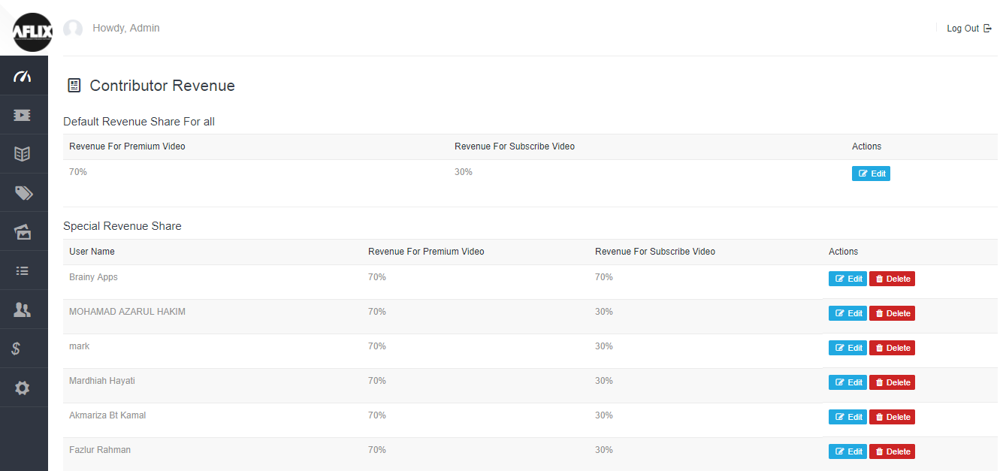 AFLIX
Howdy, Admin
Log Out
Contributor Revenue
Default Revenue Share For all
Revenue For Premium Video Revenue For Subscribe Video Actions
70% 30% Edit
Special Revenue Share
User Name Revenue For Premium Video Revenue For Subscribe Video Actions
Brainy Apps 70% 70% Edit Delete
MOHAMAD AZARUL HAKIM 70% 30% Edit Delete
mark 70% 30% Edit Delete
Mardhiah Hayati 70% 30% Edit Delete
Akmariza Bt Kamal 70% 30% Edit Delete
Fazlur Rahman 70% 30% Edit Delete